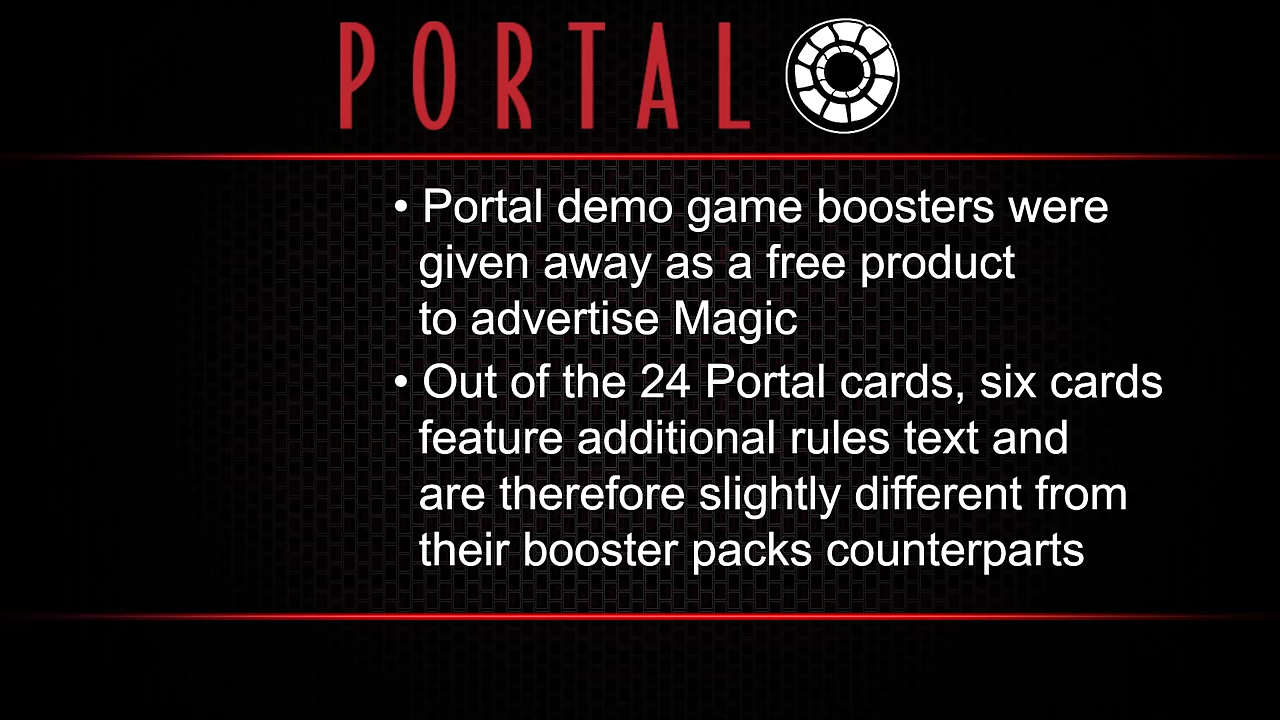 PORTAL
• Portal demo game boosters were
given away as a free product
to advertise Magic
• Out of the 24 Portal cards, six cards
feature additional rules text and
are therefore slightly different from
their booster packs counterparts